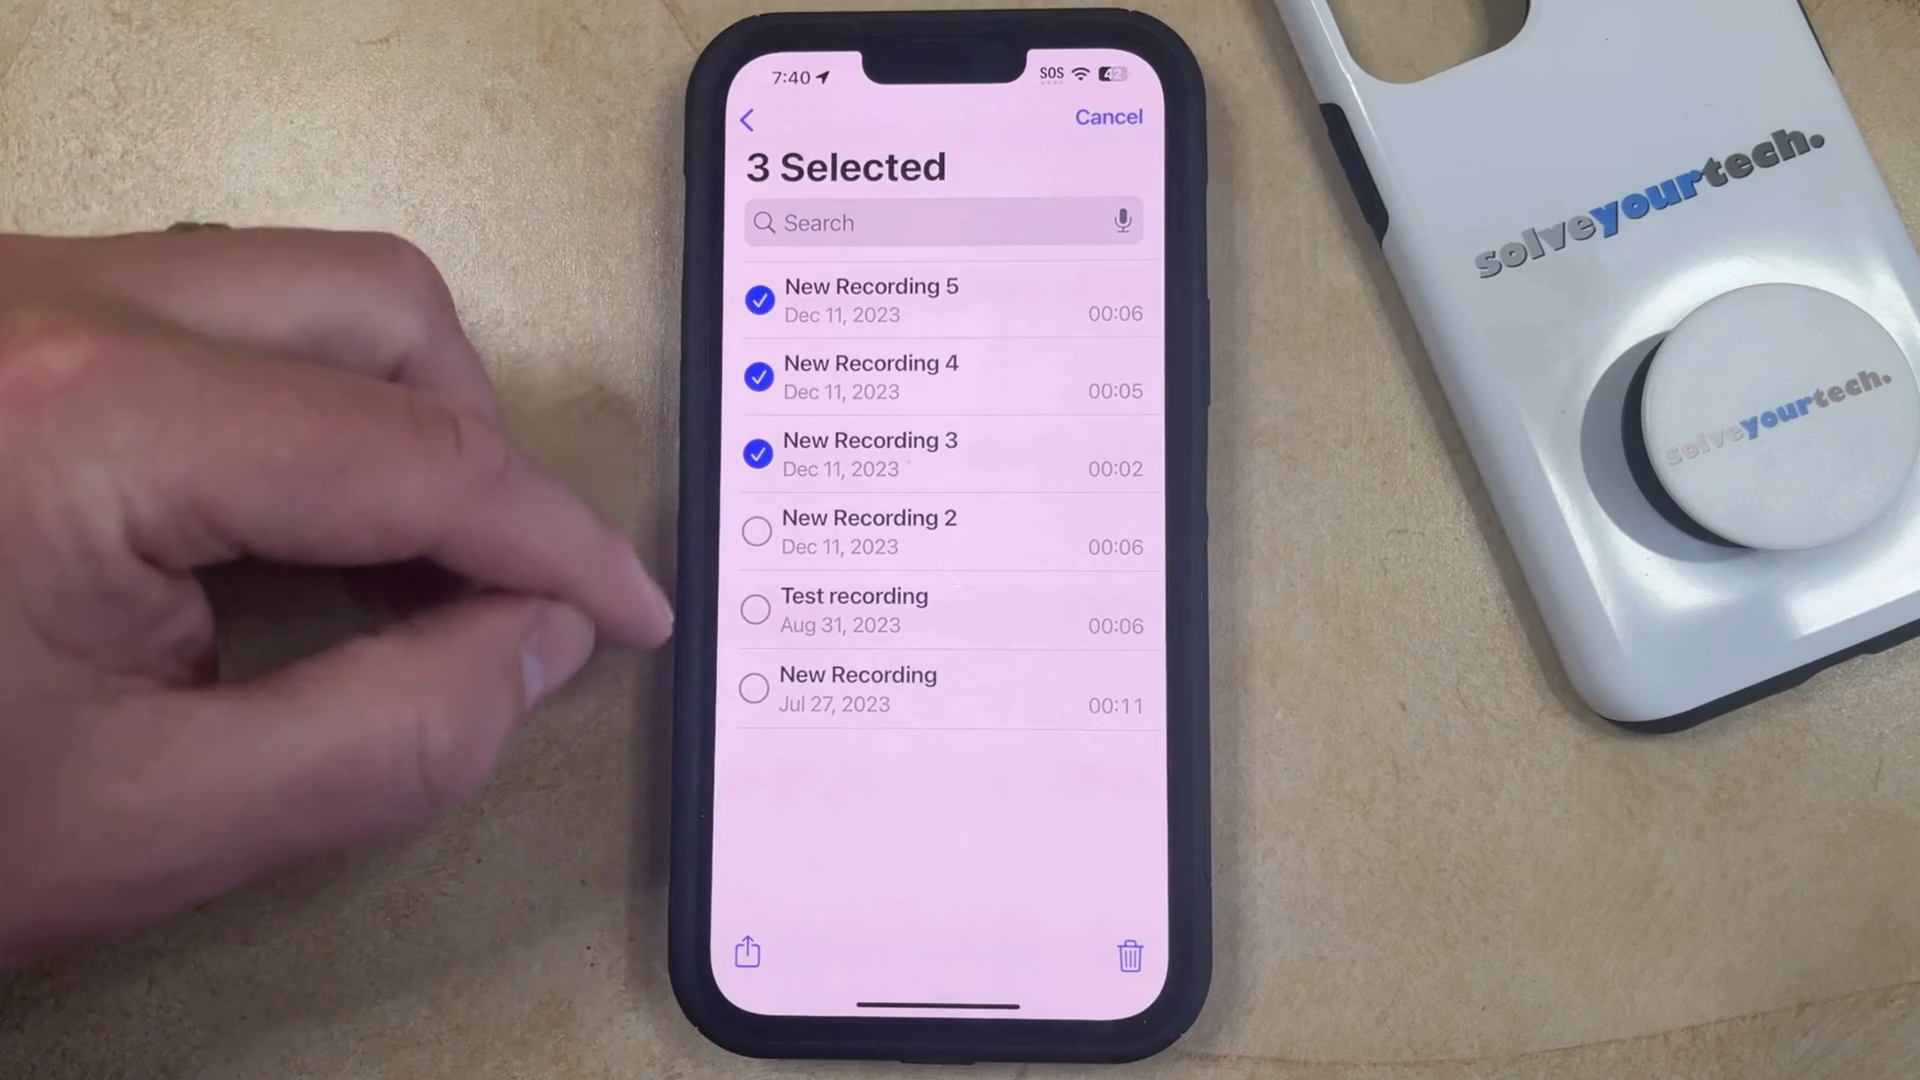 7:40
SOS
42
Cancel
3 Selected
Search
New Recording 5
Dec 11, 2023
00:06
New Recording 4
Dec 11, 2023
00:05
New Recording 3
Dec 11, 2023
00:02
New Recording 2
Dec 11, 2023
00:06
Test recording
Aug 31, 2023
00:06
New Recording
Jul 27, 2023
00:11
solveyourtech.
solveyourtech.